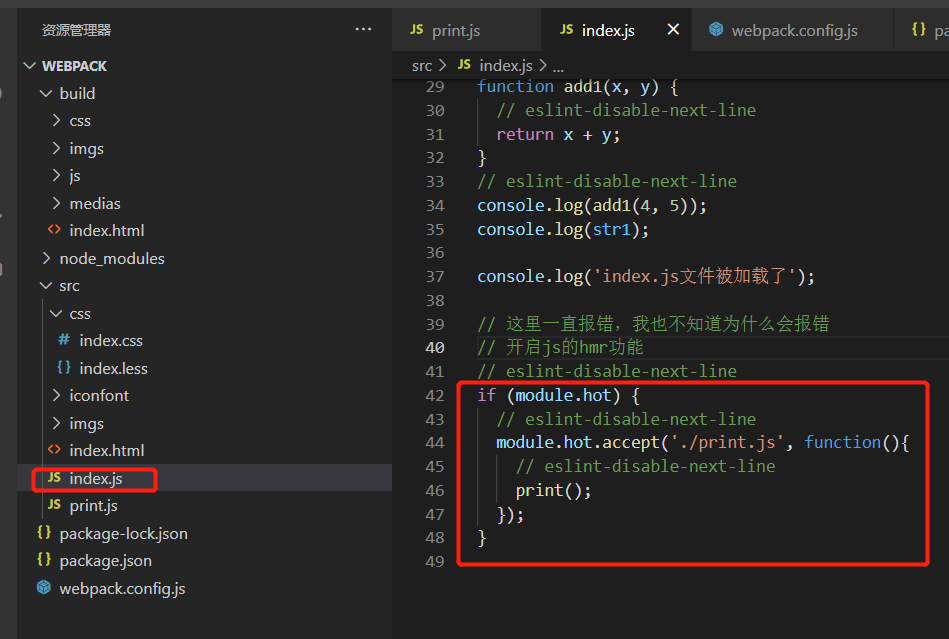 资源管理器 ···
WEBPACK
build
css
imgs
js
medias
index.html
node_modules
src
css
# index.css
{} index.less
iconfont
imgs
index.html
JS index.js
JS print.js
{} package-lock.json
{} package.json
webpack.config.js
JS print.js JS index.js × webpack.config.js {} pa
src > JS index.js > ...
29 function add1(x, y) {
30 // eslint-disable-next-line
31 return x + y;
32 }
33 // eslint-disable-next-line
34 console.log(add1(4, 5));
35 console.log(str1);
36
37 console.log('index.js文件被加载了');
38
39 // 这里一直报错，我也不知道为什么会报错
40 // 开启js的hmr功能
41 // eslint-disable-next-line
42 if (module.hot) {
43 // eslint-disable-next-line
44 module.hot.accept('./print.js', function(){
45 // eslint-disable-next-line
46 print();
47 });
48 }
49